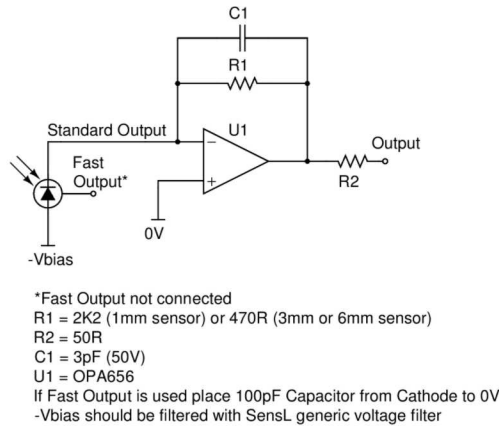 C1
R1
Standard Output
U1
Fast
Output*
−
+
Output
R2
0V
-Vbias
*Fast Output not connected
R1 = 2K2 (1mm sensor) or 470R (3mm or 6mm sensor)
R2 = 50R
C1 = 3pF (50V)
U1 = OPA656
If Fast Output is used place 100pF Capacitor from Cathode to 0V
-Vbias should be filtered with SensL generic voltage filter